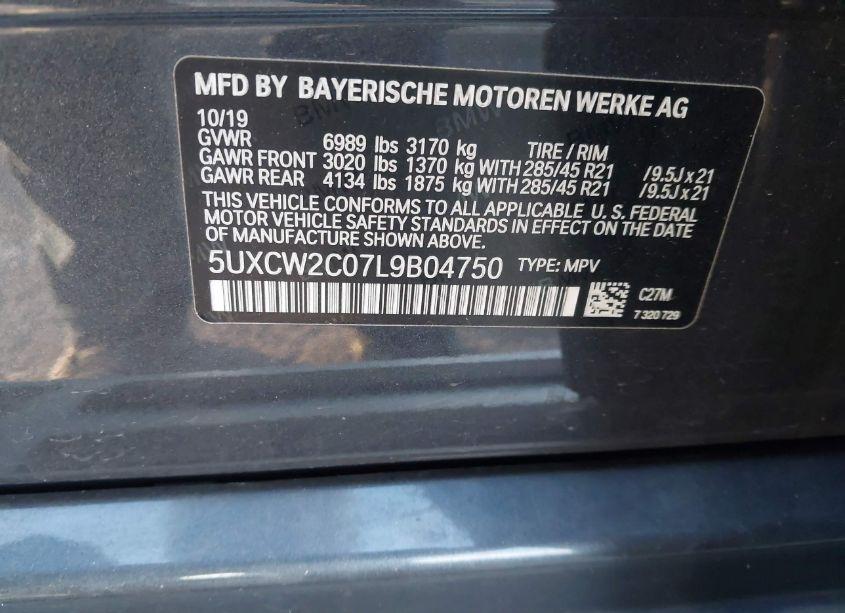 MFD BY BAYERISCHE MOTOREN WERKE AG
10/19
GVWR 6989 lbs 3170 kg TIRE / RIM
GAWR FRONT 3020 lbs 1370 kg WITH 285/45 R21 /9.5J x 21
GAWR REAR 4134 lbs 1875 kg WITH 285/45 R21 /9.5J x 21
THIS VEHICLE CONFORMS TO ALL APPLICABLE U. S. FEDERAL
MOTOR VEHICLE SAFETY STANDARDS IN EFFECT ON THE DATE
OF MANUFACTURE SHOWN ABOVE.
5UXCW2C07L9B04750 TYPE: MPV
C27M
7 320 729